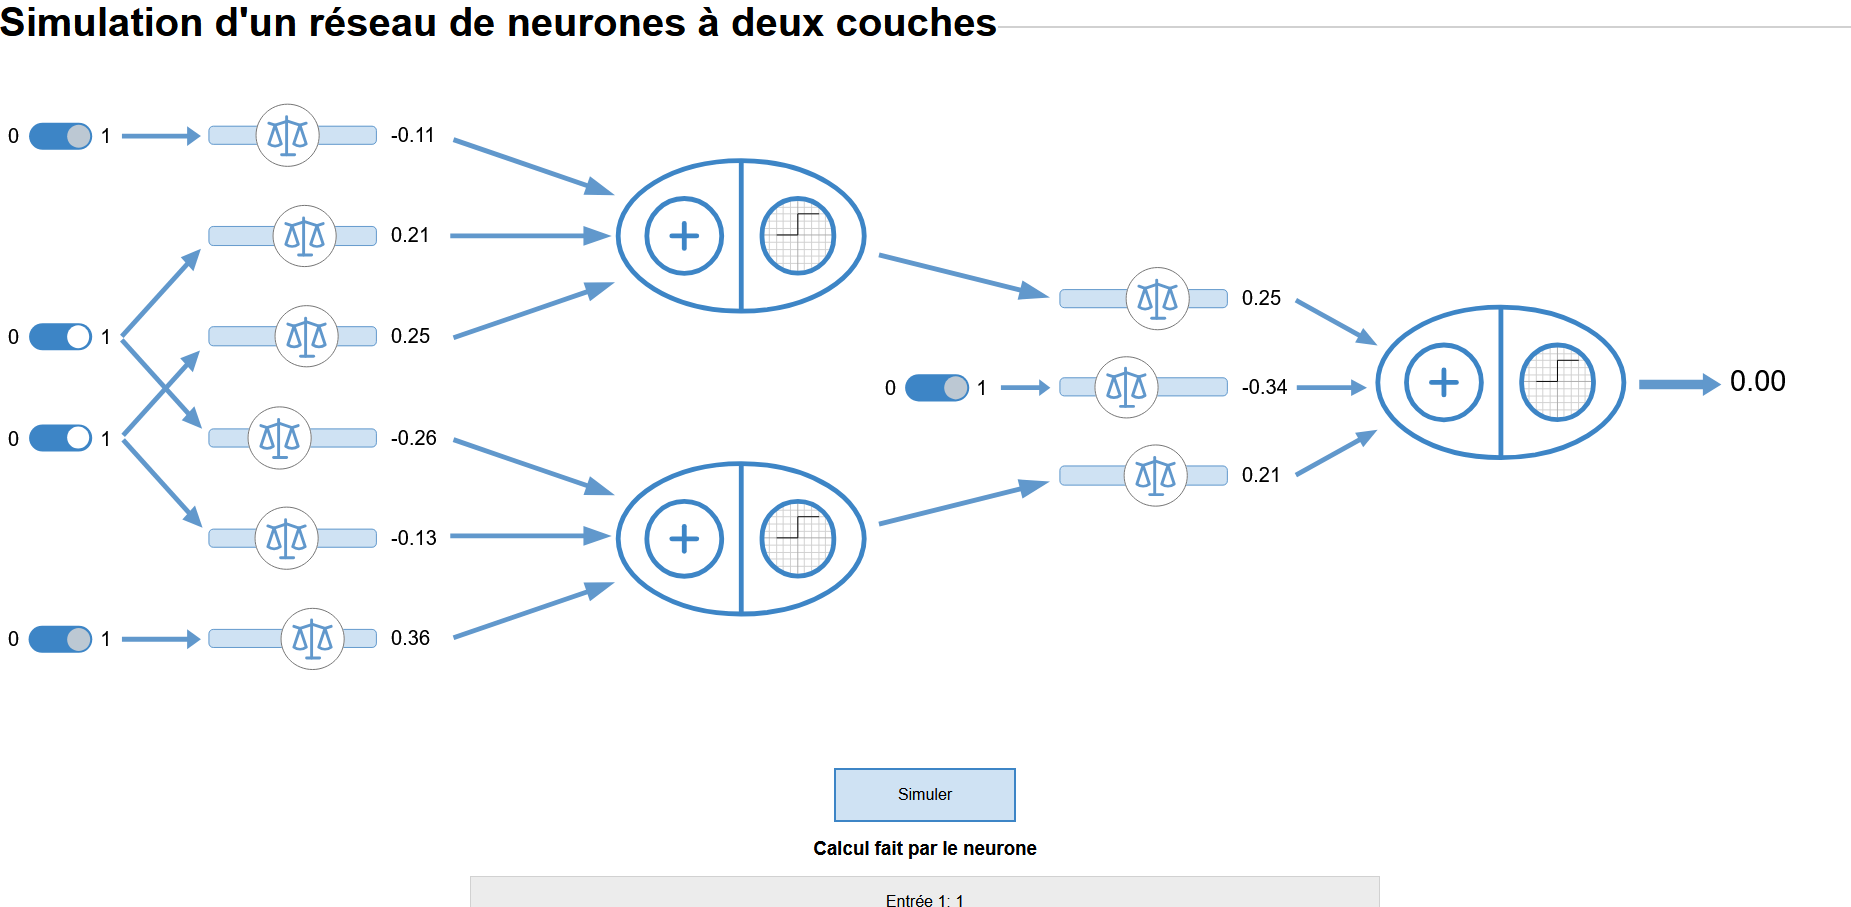 Simulation d'un réseau de neurones à deux couches
0 1 -0.11
0.21
0 1 0.25
0 1 -0.26
-0.13
0 1 0.36
0.25
0 1 -0.34
0.21
0.00
Simuler
Calcul fait par le neurone
Entrée 1: 1